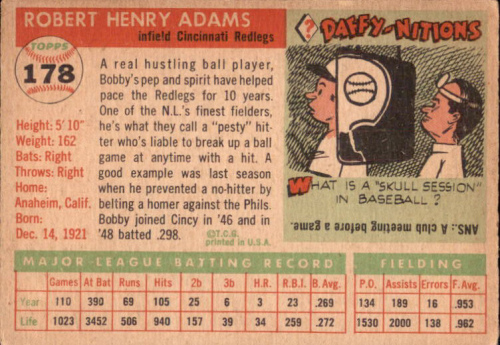 ROBERT HENRY ADAMS
infield Cincinnati Redlegs
TOPPS
178
Height: 5' 10"
Weight: 162
Bats: Right
Throws: Right
Home:
Anaheim, Calif.
Born:
Dec. 14, 1921
A real hustling ball player,
Bobby's pep and spirit have helped
pace the Redlegs for 10 years.
One of the N.L.'s finest fielders,
he's what they call a "pesty" hit-
ter who's liable to break up a ball
game at anytime with a hit. A
good example was last season
when he prevented a no-hitter by
belting a homer against the Phils.
Bobby joined Cincy in '46 and in
'48 batted .298.
©T.C.G.
printed in U.S.A.
? DAFFY-NITIONS
WHAT IS A "SKULL SESSION"
IN BASEBALL ?
ANS.: A club meeting before a game.
MAJOR-LEAGUE BATTING RECORD FIELDING
Games At Bat Runs Hits 2b 3b H.R. R.B.I. B. Avg. P.O. Assists Errors F. Avg.
Year 110 390 69 105 25 6 3 23 .269 134 189 16 .953
Life 1023 3452 506 940 157 39 34 259 .272 1530 2000 138 .962